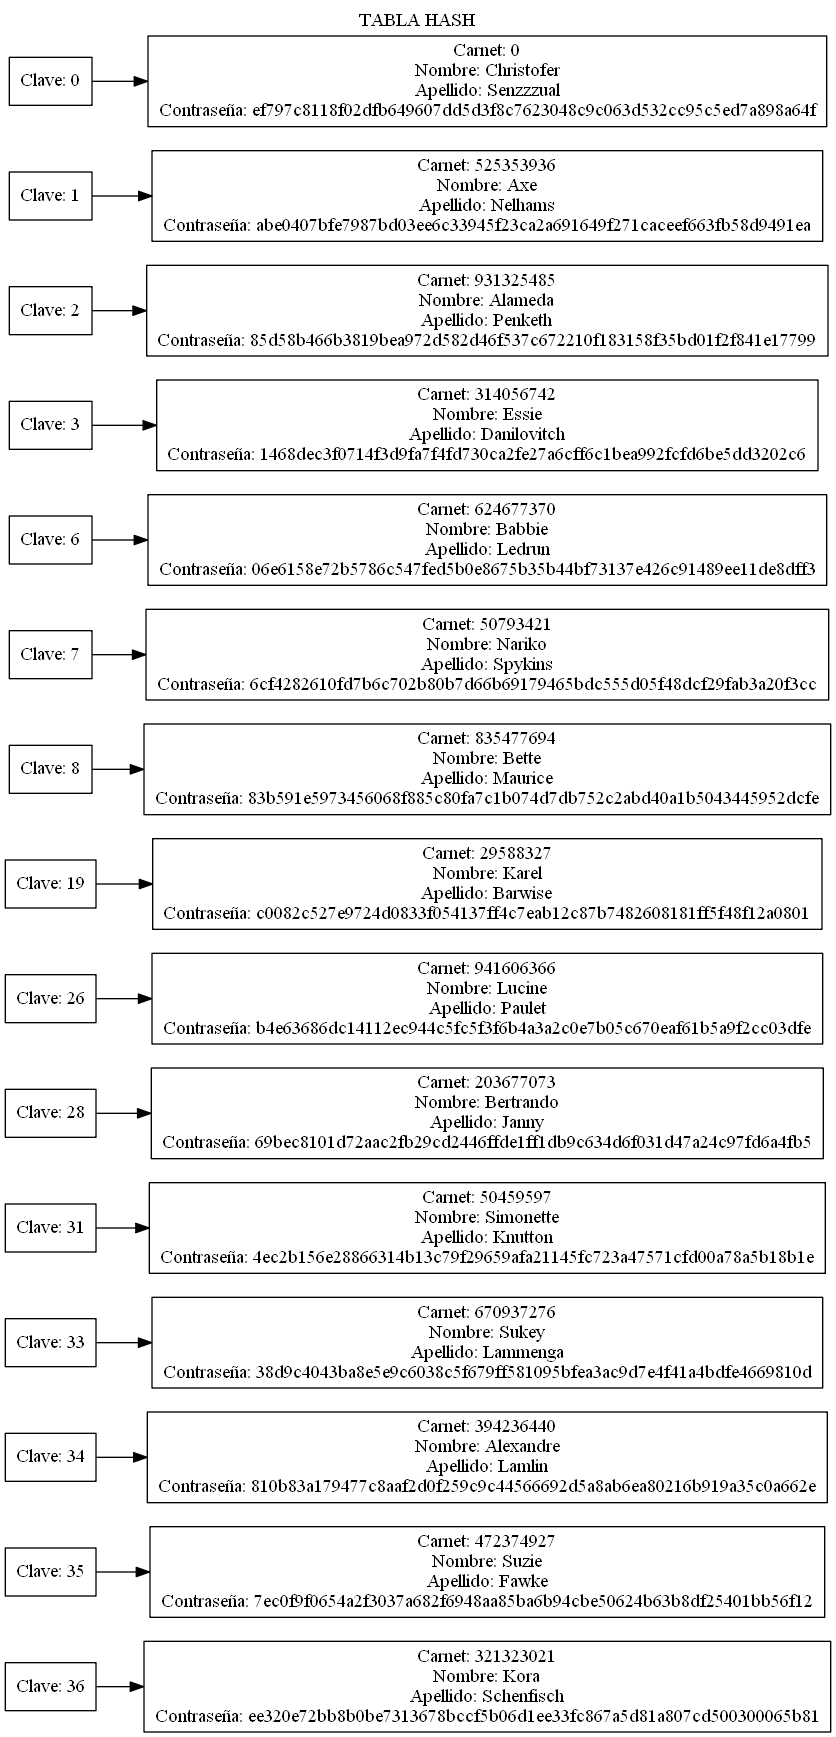 TABLA HASH
Clave: 0
Carnet: 0
Nombre: Christofer
Apellido: Senzzzual
Contraseña: ef797c8118f02dfb649607dd5d3f8c7623048c9c063d532cc95c5ed7a898a64f
Clave: 1
Carnet: 525353936
Nombre: Axe
Apellido: Nelhams
Contraseña: abe0407bfe7987bd03ee6c33945f23ca2a691649f271caceef663fb58d9491ea
Clave: 2
Carnet: 931325485
Nombre: Alameda
Apellido: Penketh
Contraseña: 85d58b466b3819bea972d582d46f537c672210f183158f35bd01f2f841e17799
Clave: 3
Carnet: 314056742
Nombre: Essie
Apellido: Danilovitch
Contraseña: 1468dec3f0714f3d9fa7f4fd730ca2fe27a6cff6c1bea992fcfd6be5dd3202c6
Clave: 6
Carnet: 624677370
Nombre: Babbie
Apellido: Ledrun
Contraseña: 06e6158e72b5786c547fed5b0e8675b35b44bf73137e426c91489ee11de8dff3
Clave: 7
Carnet: 50793421
Nombre: Nariko
Apellido: Spykins
Contraseña: 6cf4282610fd7b6c702b80b7d66b69179465bdc555d05f48dcf29fab3a20f3cc
Clave: 8
Carnet: 835477694
Nombre: Bette
Apellido: Maurice
Contraseña: 83b591e5973456068f885c80fa7c1b074d7db752c2abd40a1b5043445952dcfe
Clave: 19
Carnet: 29588327
Nombre: Karel
Apellido: Barwise
Contraseña: c0082c527e9724d0833f054137ff4c7eab12c87b7482608181ff5f48f12a0801
Clave: 26
Carnet: 941606366
Nombre: Lucine
Apellido: Paulet
Contraseña: b4e63686dc14112ec944c5fc5f3f6b4a3a2c0e7b05c670eaf61b5a9f2cc03dfe
Clave: 28
Carnet: 203677073
Nombre: Bertrando
Apellido: Janny
Contraseña: 69bec8101d72aac2fb29cd2446ffde1ff1db9c634d6f031d47a24c97fd6a4fb5
Clave: 31
Carnet: 50459597
Nombre: Simonette
Apellido: Knutton
Contraseña: 4ec2b156e28866314b13c79f29659afa21145fc723a47571cfd00a78a5b18b1e
Clave: 33
Carnet: 670937276
Nombre: Sukey
Apellido: Lammenga
Contraseña: 38d9c4043ba8e5e9c6038c5f679ff581095bfea3ac9d7e4f41a4bdfe4669810d
Clave: 34
Carnet: 394236440
Nombre: Alexandre
Apellido: Lamlin
Contraseña: 810b83a179477c8aaf2d0f259c9c44566692d5a8ab6ea80216b919a35c0a662e
Clave: 35
Carnet: 472374927
Nombre: Suzie
Apellido: Fawke
Contraseña: 7ec0f9f0654a2f3037a682f6948aa85ba6b94cbe50624b63b8df25401bb56f12
Clave: 36
Carnet: 321323021
Nombre: Kora
Apellido: Schenfisch
Contraseña: ee320e72bb8b0be7313678bccf5b06d1ee33fc867a5d81a807cd500300065b81